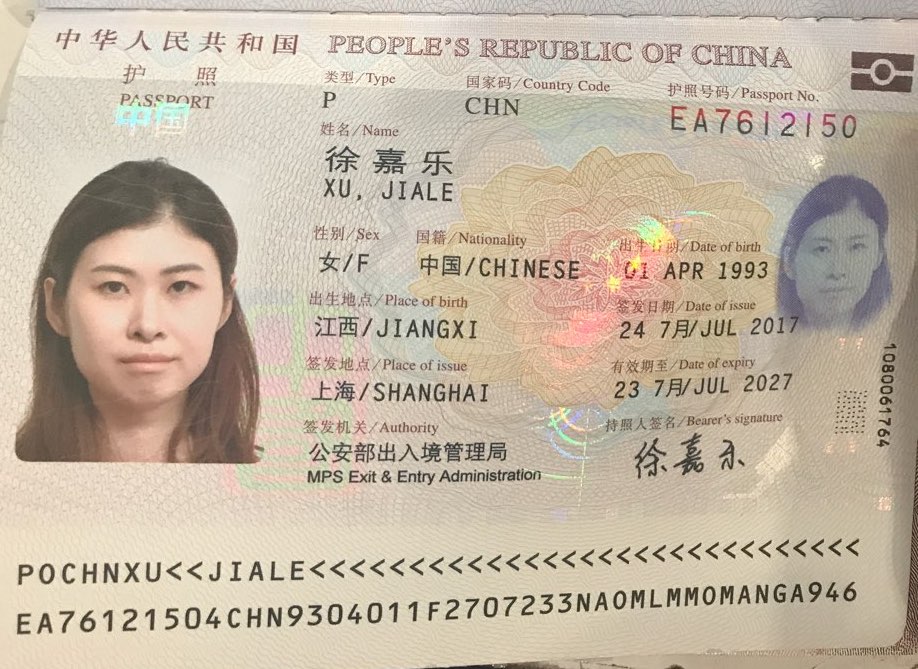 中华人民共和国 PEOPLE'S REPUBLIC OF CHINA
护 照
PASSPORT
中国
类型/Type
P
国家码/Country Code
CHN
护照号码/Passport No.
EA7612150
姓名/Name
徐嘉乐
XU, JIALE
性别/Sex
女/F
国籍/Nationality
中国/CHINESE
出生日期/Date of birth
01 APR 1993
出生地点/Place of birth
江西/JIANGXI
签发日期/Date of issue
24 7月/JUL 2017
签发地点/Place of issue
上海/SHANGHAI
有效期至/Date of expiry
23 7月/JUL 2027
签发机关/Authority
公安部出入境管理局
MPS Exit & Entry Administration
持照人签名/Bearer's signature
徐嘉乐
1080061764
POCHNXU<<JIALE<<<<<<<<<<<<<<<<<<<<<<<<<<<<<<
EA76121504CHN9304011F2707233NAOMLMMOMANGA946